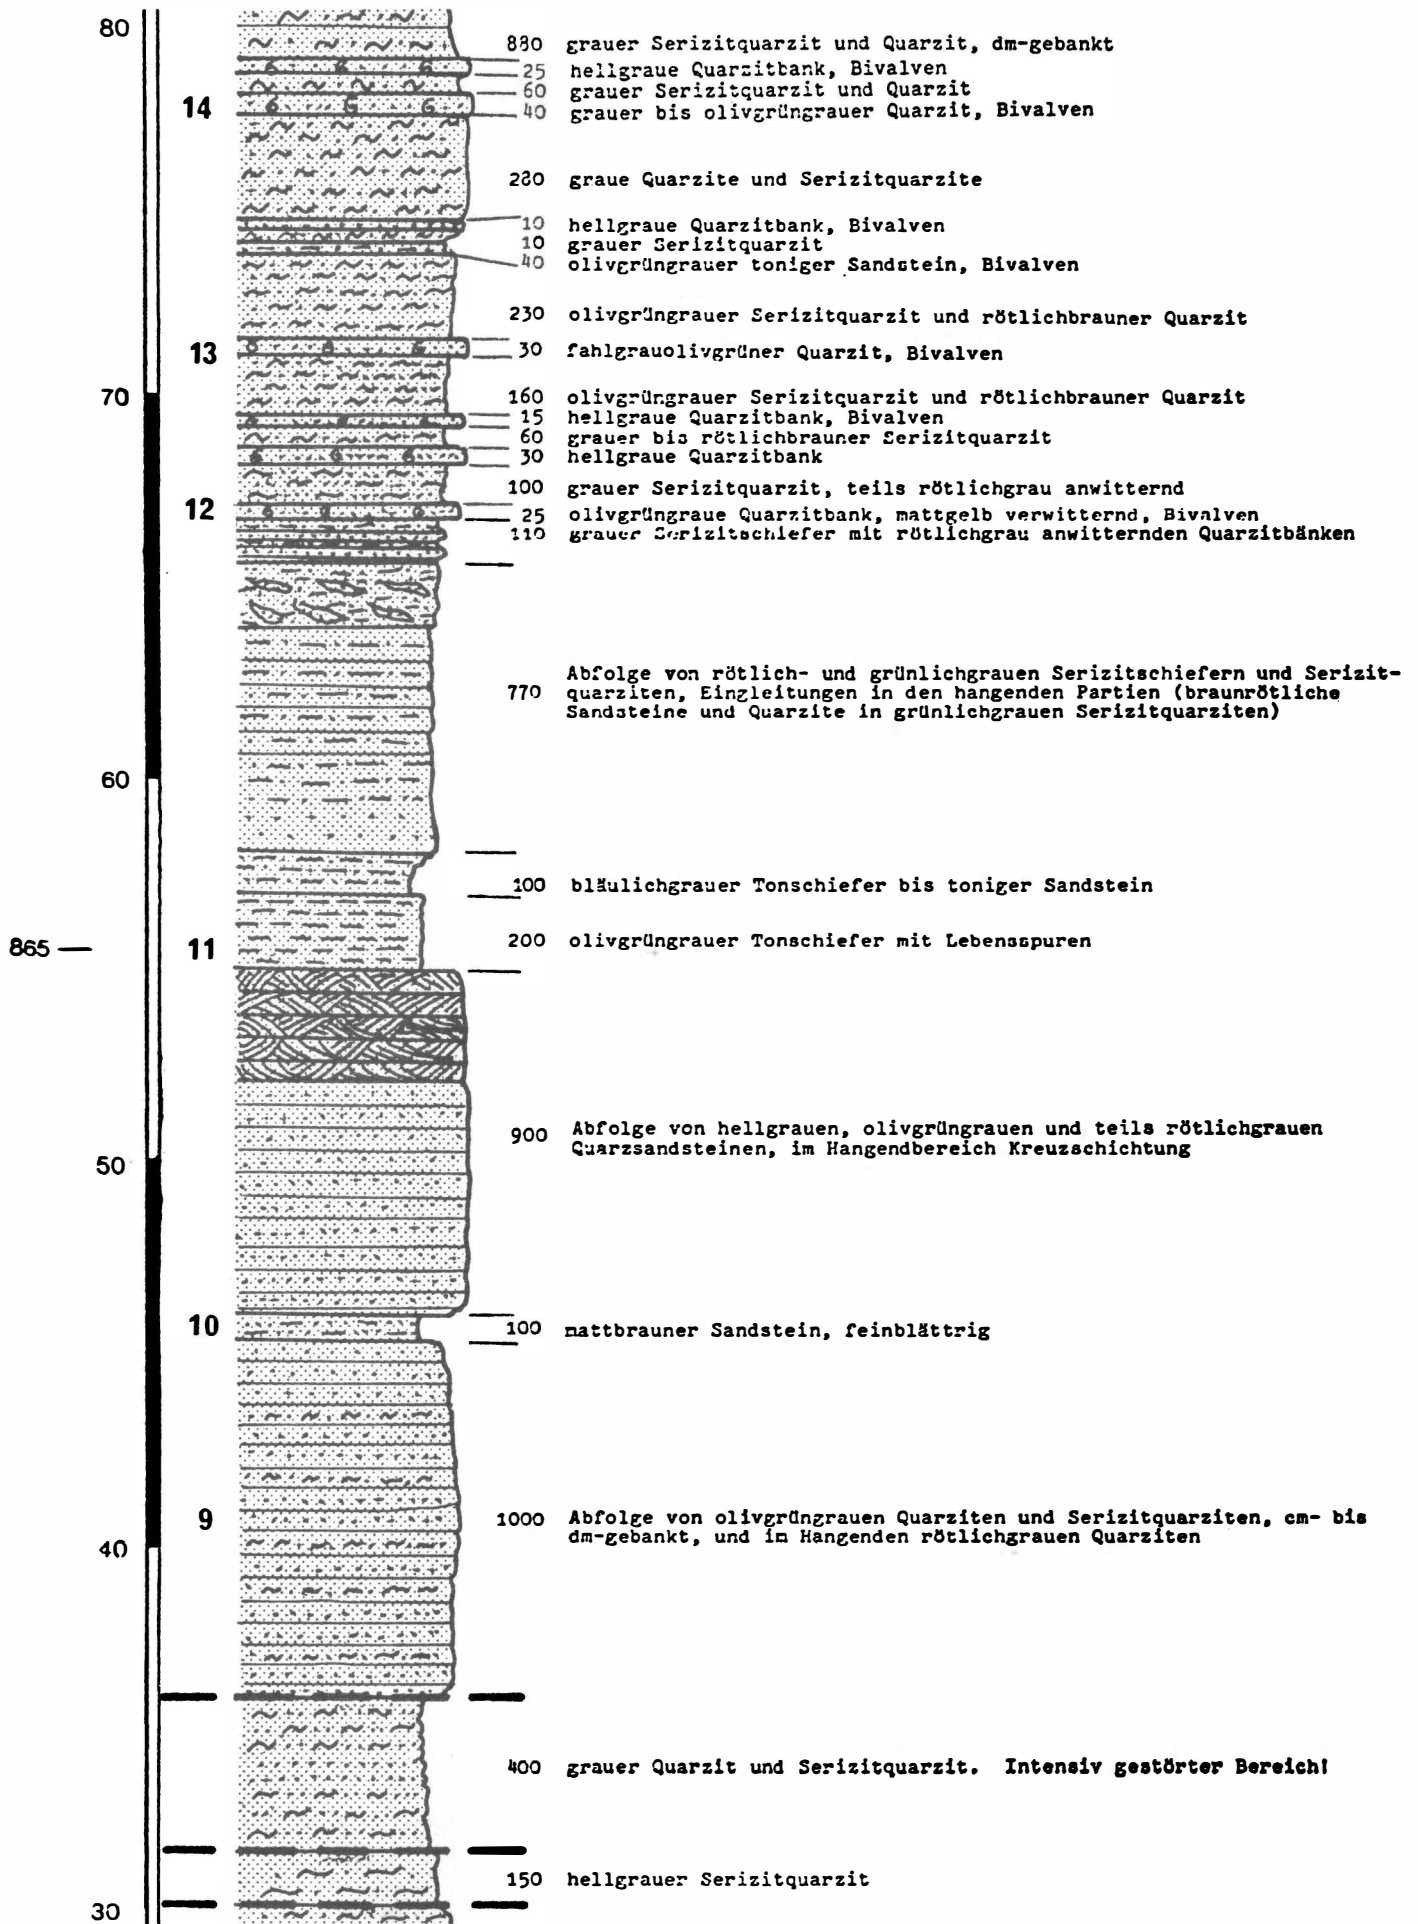 80
880 grauer Serizitquarzit und Quarzit, dm-gebankt
25 hellgraue Quarzitbank, Bivalven
60 grauer Serizitquarzit und Quarzit
14
40 grauer bis olivgrüngrauer Quarzit, Bivalven
280 graue Quarzite und Serizitquarzite
10 hellgraue Quarzitbank, Bivalven
10 grauer Serizitquarzit
40 olivgrüngrauer toniger Sandstein, Bivalven
230 olivgrüngrauer Serizitquarzit und rötlichbrauner Quarzit
13
30 fahlgrauolivgrüner Quarzit, Bivalven
70
160 olivgrüngrauer Serizitquarzit und rötlichbrauner Quarzit
15 hellgraue Quarzitbank, Bivalven
60 grauer bis rötlichbrauner Serizitquarzit
30 hellgraue Quarzitbank
100 grauer Serizitquarzit, teils rötlichgrau anwitternd
12
25 olivgrüngraue Quarzitbank, mattgelb verwitternd, Bivalven
110 grauer Serizitschiefer mit rötlichgrau anwitternden Quarzitbänken
Abfolge von rötlich- und grünlichgrauen Serizitschiefern und Serizit-
770 quarziten, Eingleitungen in den hangenden Partien (braunrötliche
Sandsteine und Quarzite in grünlichgrauen Serizitquarziten)
60
100 bläulichgrauer Tonschiefer bis toniger Sandstein
865
11
200 olivgrüngrauer Tonschiefer mit Lebensspuren
900 Abfolge von hellgrauen, olivgrüngrauen und teils rötlichgrauen
Quarzsandsteinen, im Hangendbereich Kreuzschichtung
50
10
100 mattbrauner Sandstein, feinblättrig
9
1000 Abfolge von olivgrüngrauen Quarziten und Serizitquarziten, cm- bis
dm-gebankt, und im Hangenden rötlichgrauen Quarziten
40
400 grauer Quarzit und Serizitquarzit. Intensiv gestörter Bereich!
150 hellgrauer Serizitquarzit
30